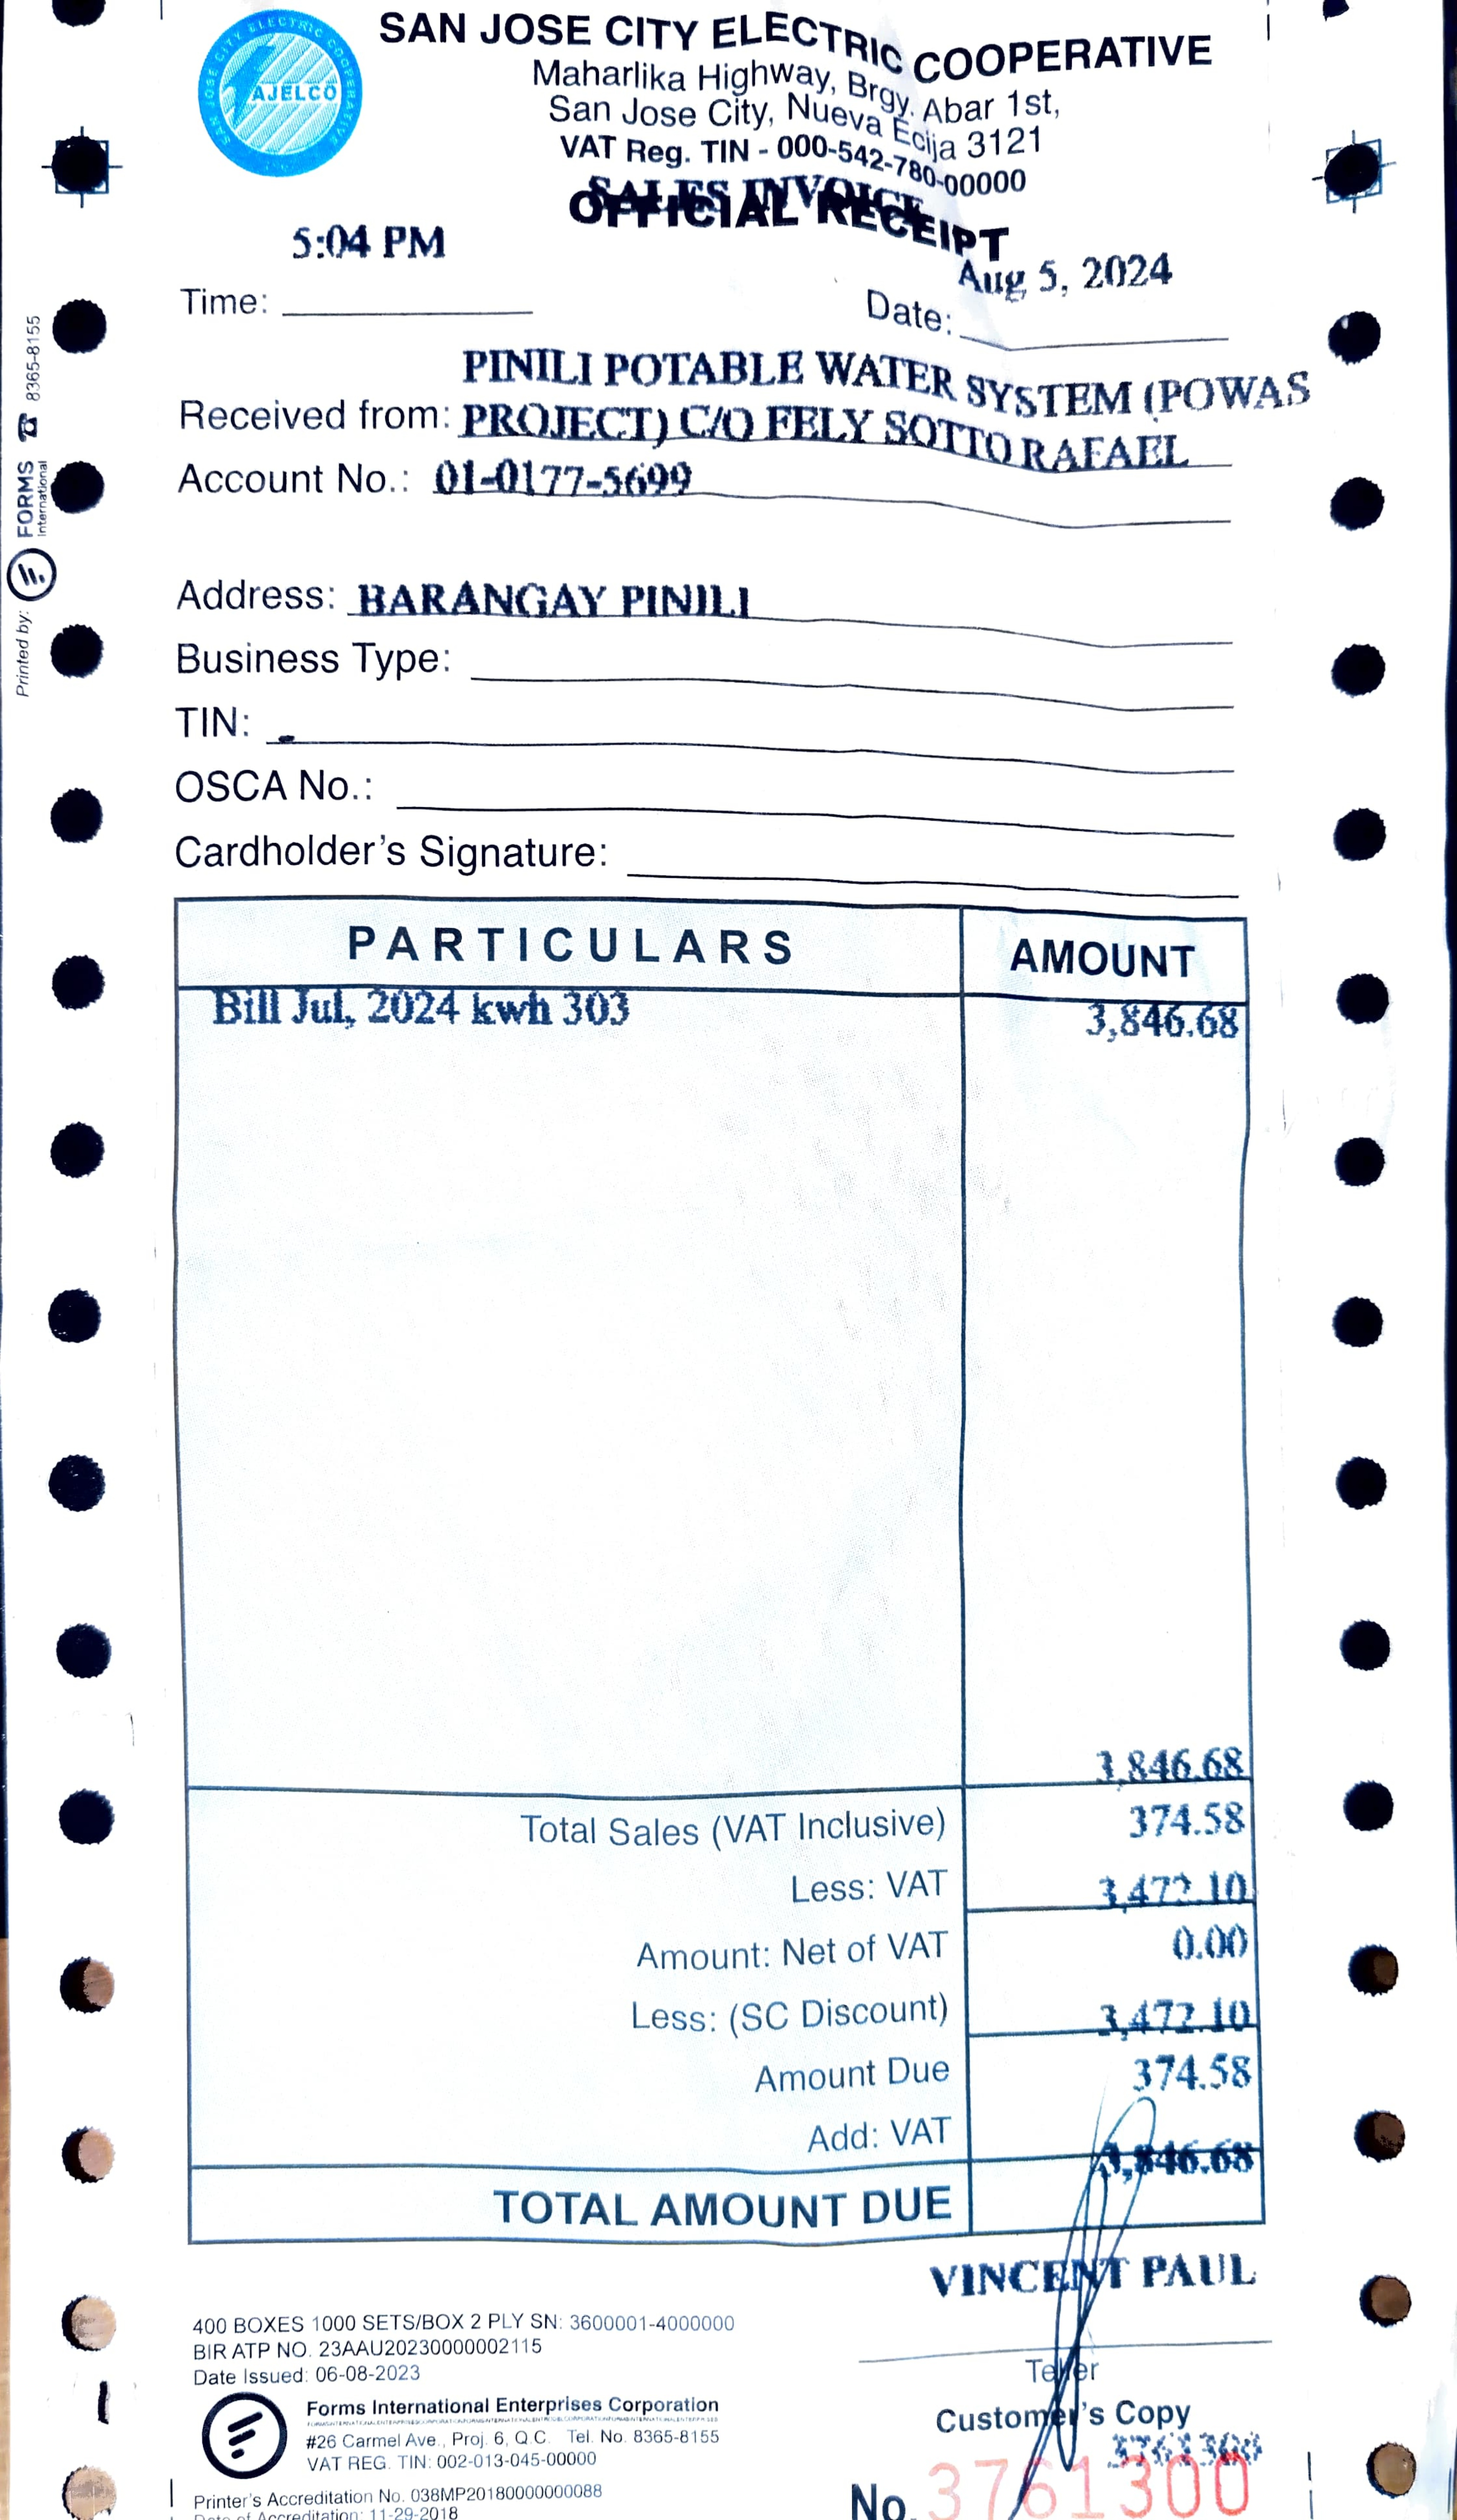 SAN JOSE CITY ELECTRIC COOPERATIVE
AJELCO
Maharlika Highway, Brgy. Abar 1st,
San Jose City, Nueva Ecija 3121
VAT Reg. TIN - 000-542-780-00000
SALES INVOICE
OFFICIAL RECEIPT
5:04 PM
Aug 5, 2024
Time:
Date:
PINILI POTABLE WATER SYSTEM (POWAS
Received from: PROJECT) C/O FELY SOTTO RAFAEL
Account No.: 01-0177-5699
Address: BARANGAY PINILI
Business Type:
TIN: -
OSCA No.:
Cardholder's Signature:
Printed by: FORMS International ☎ 8365-8155
PARTICULARS AMOUNT
Bill Jul, 2024 kwh 303 3,846.68
3,846.68
Total Sales (VAT Inclusive) 374.58
Less: VAT 3,472.10
Amount: Net of VAT 0.00
Less: (SC Discount) 3,472.10
Amount Due 374.58
Add: VAT 3,846.68
TOTAL AMOUNT DUE
VINCENT PAUL
Teller
400 BOXES 1000 SETS/BOX 2 PLY SN: 3600001-4000000
BIR ATP NO. 23AAU20230000002115
Date Issued: 06-08-2023
Forms International Enterprises Corporation
#26 Carmel Ave., Proj. 6, Q.C. Tel. No. 8365-8155
VAT REG. TIN: 002-013-045-00000
Printer's Accreditation No. 038MP20180000000088
Date of Accreditation: 11-29-2018
Customer's Copy
3761300
No. 3761300